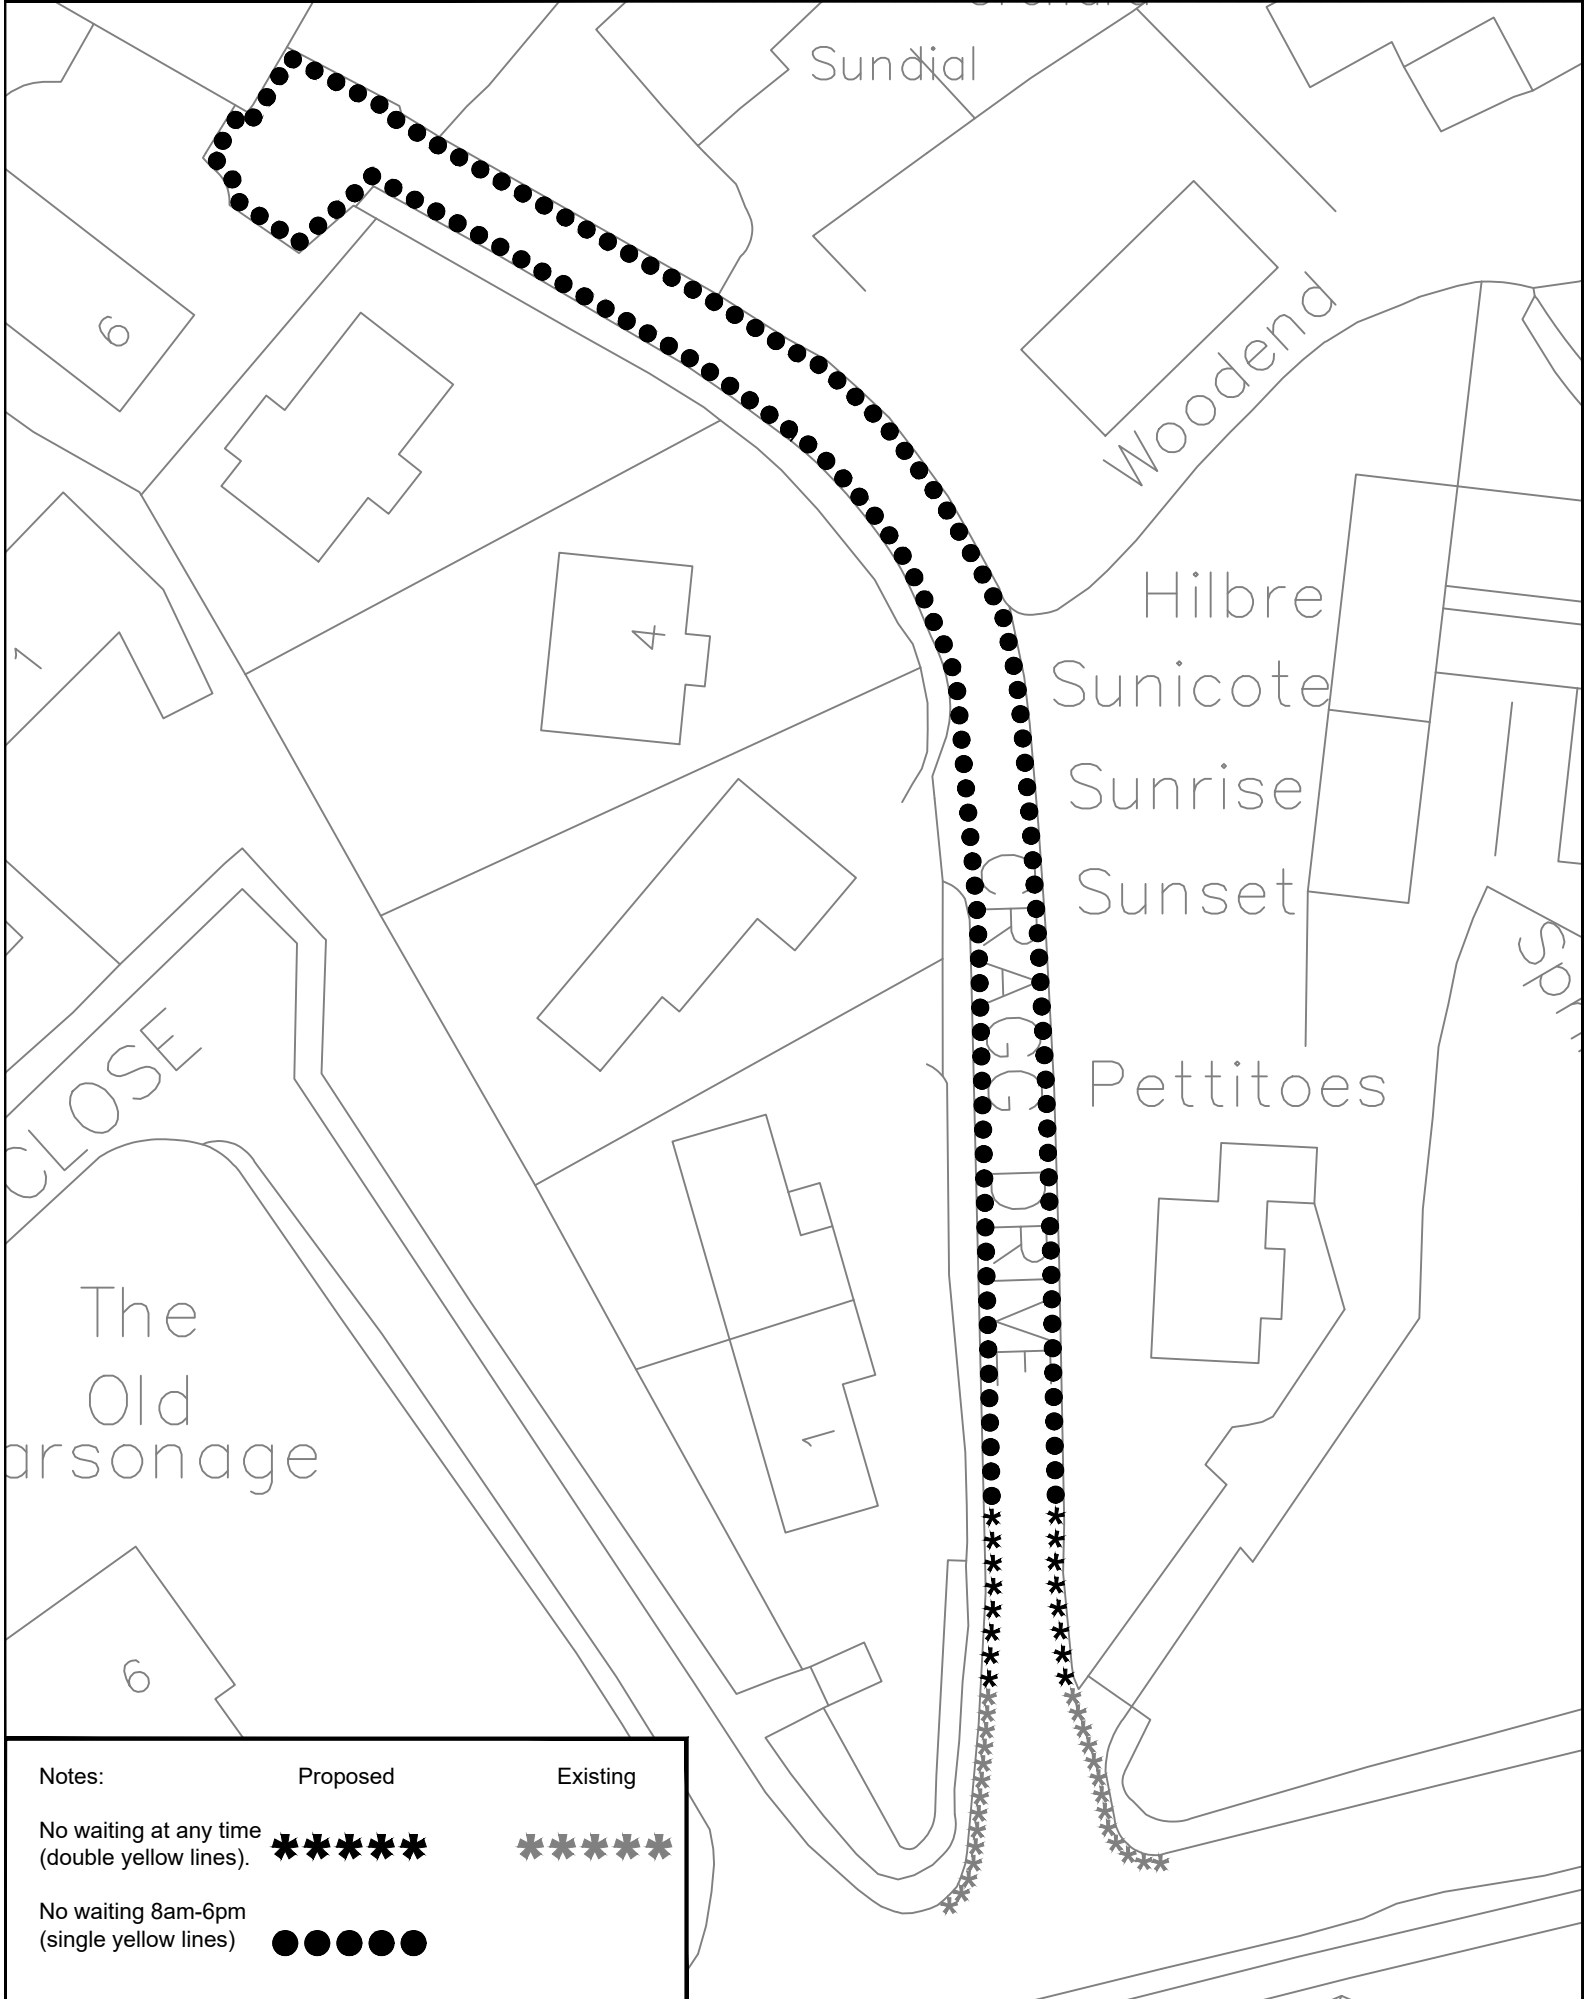 Sundial
6
Woodend
4
1
Hilbre
Sunicote
Sunrise
Sunset
CRAGG DRIVE
CLOSE
Pettitoes
The
Old
arsonage
1
6
Notes:
Proposed
Existing
No waiting at any time
(double yellow lines).
No waiting 8am-6pm
(single yellow lines)